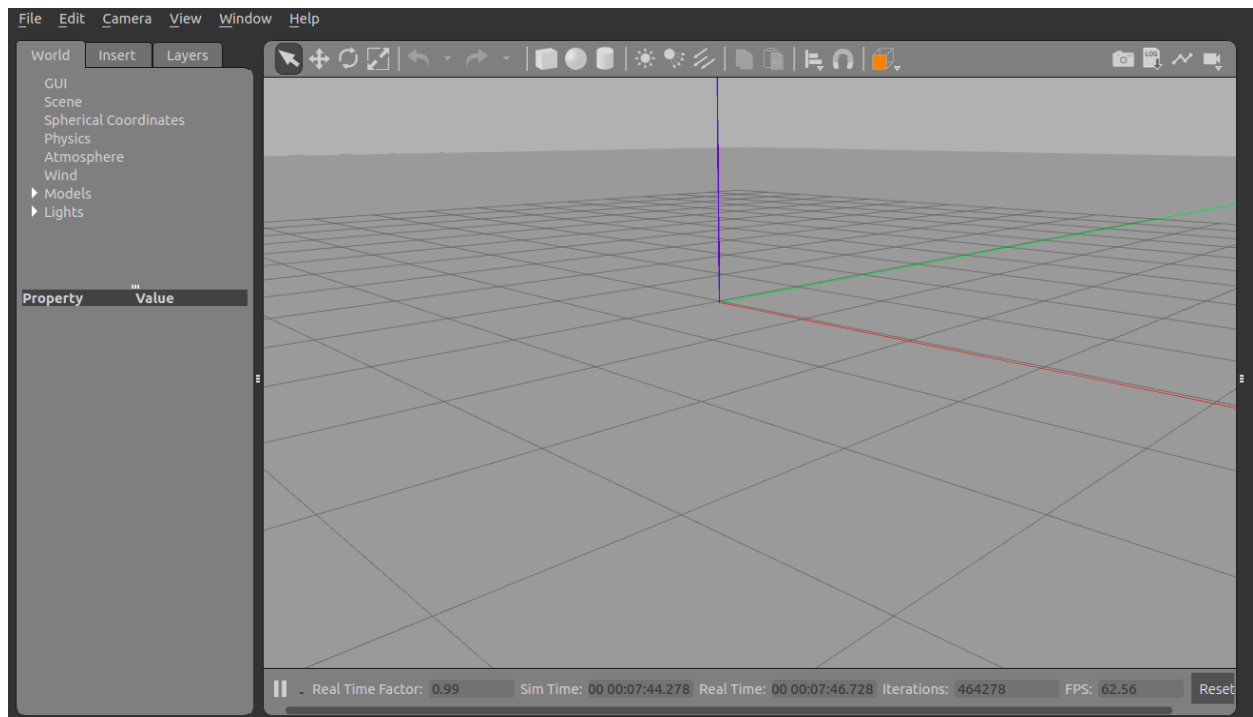 File Edit Camera View Window Help
World Insert Layers
GUI
Scene
Spherical Coordinates
Physics
Atmosphere
Wind
Models
Lights
Property Value
LOG
Real Time Factor: 0.99 Sim Time: 00 00:07:44.278 Real Time: 00 00:07:46.728 Iterations: 464278 FPS: 62.56 Reset